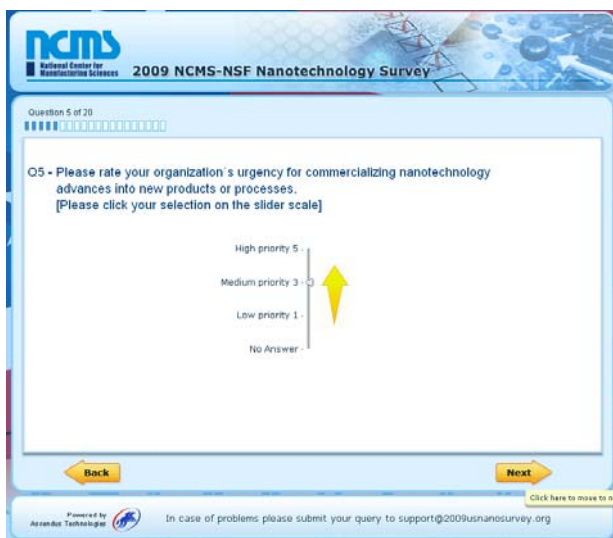 ncms
National Center for
Manufacturing Sciences
2009 NCMS-NSF Nanotechnology Survey
Question 5 of 20
Q5 - Please rate your organization's urgency for commercializing nanotechnology
advances into new products or processes.
[Please click your selection on the slider scale]
High priority 5
Medium priority 3
Low priority 1
No Answer
Back
Next
Click here to move to n
Powered by
Technologies
In case of problems please submit your query to support@2009usnanosurvey.org